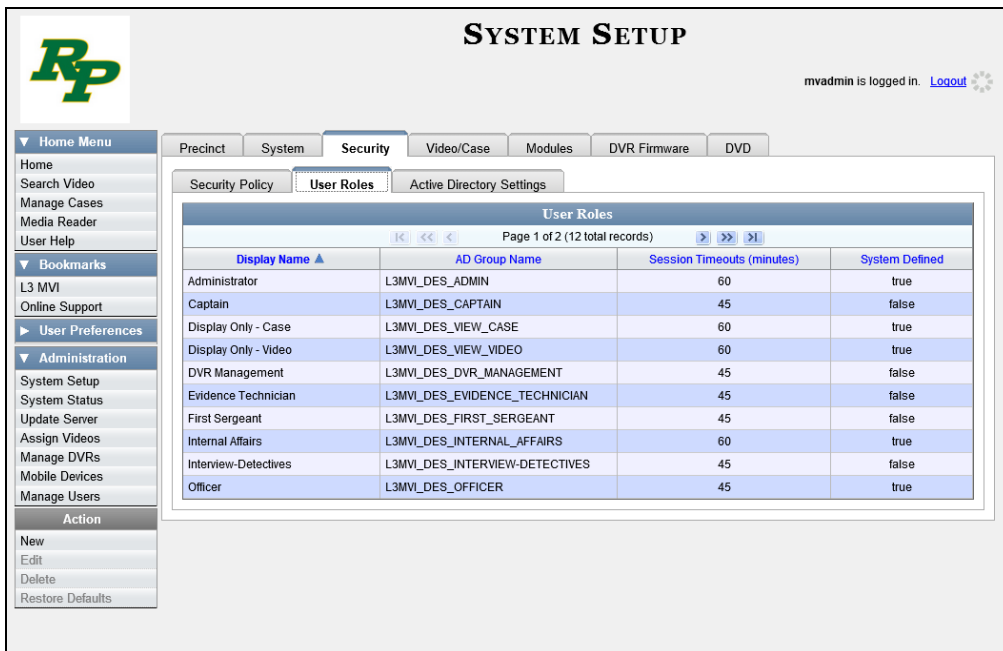 SYSTEM SETUP
RP
mvadmin is logged in. Logout
Home Menu
Home
Search Video
Manage Cases
Media Reader
User Help
Bookmarks
L3 MVI
Online Support
User Preferences
Administration
System Setup
System Status
Update Server
Assign Videos
Manage DVRs
Mobile Devices
Manage Users
Action
New
Edit
Delete
Restore Defaults
Precinct System Security Video/Case Modules DVR Firmware DVD
Security Policy User Roles Active Directory Settings
User Roles
Page 1 of 2 (12 total records)
Display Name AD Group Name Session Timeouts (minutes) System Defined
Administrator L3MVI_DES_ADMIN 60 true
Captain L3MVI_DES_CAPTAIN 45 false
Display Only - Case L3MVI_DES_VIEW_CASE 60 true
Display Only - Video L3MVI_DES_VIEW_VIDEO 60 true
DVR Management L3MVI_DES_DVR_MANAGEMENT 45 false
Evidence Technician L3MVI_DES_EVIDENCE_TECHNICIAN 45 false
First Sergeant L3MVI_DES_FIRST_SERGEANT 45 false
Internal Affairs L3MVI_DES_INTERNAL_AFFAIRS 60 true
Interview-Detectives L3MVI_DES_INTERVIEW-DETECTIVES 45 false
Officer L3MVI_DES_OFFICER 45 true